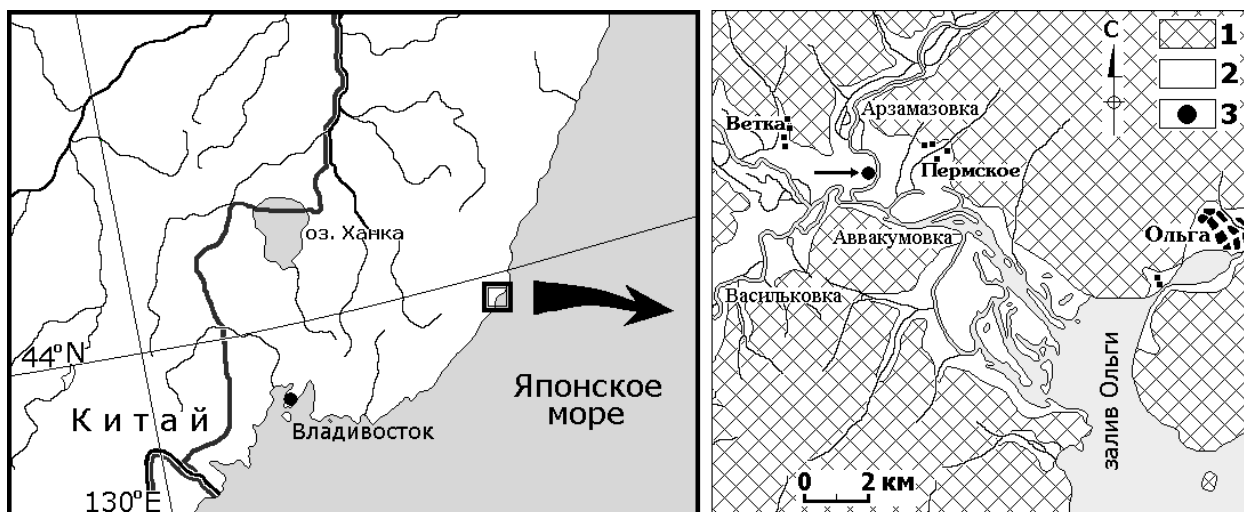 оз. Ханка
44°N
Японское
море
Китай
Владивосток
130°E
С
1
2
3
Арзамазовка
Ветка
Пермское
Ольга
Аввакумовка
Васильковка
залив Ольги
0 2 км